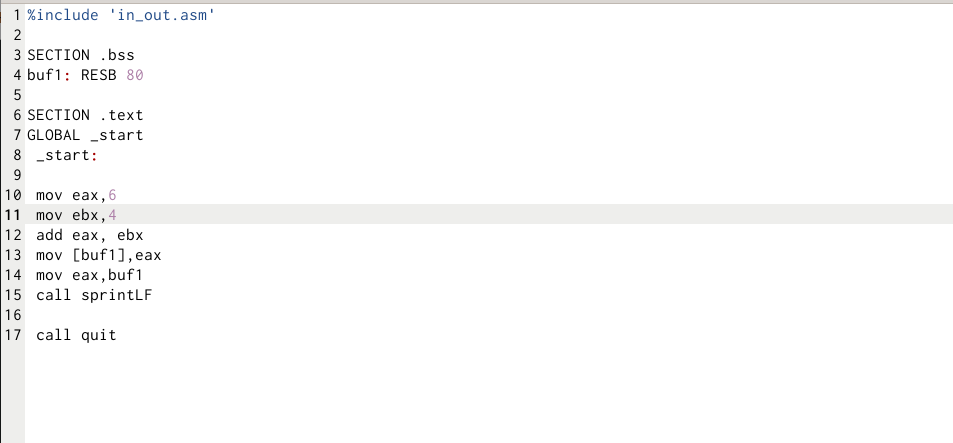 1 %include 'in_out.asm'
2
3 SECTION .bss
4 buf1: RESB 80
5
6 SECTION .text
7 GLOBAL _start
8 _start:
9
10 mov eax,6
11 mov ebx,4
12 add eax, ebx
13 mov [buf1],eax
14 mov eax,buf1
15 call sprintLF
16
17 call quit